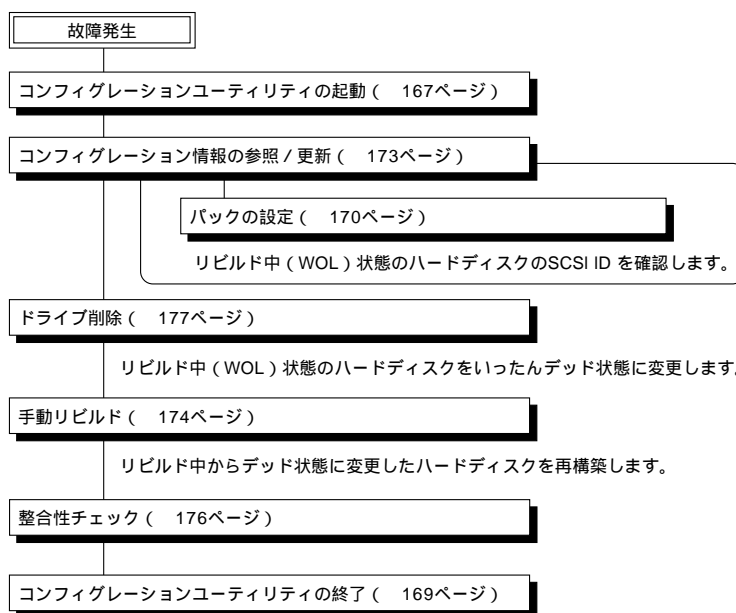 故障発生
コンフィグレーションユーティリティの起動（　167ページ）
コンフィグレーション情報の参照／更新（　173ページ）
パックの設定（　170ページ）
リビルド中（WOL）状態のハードディスクのSCSI ID を確認します。
ドライブ削除（　177ページ）
リビルド中（WOL）状態のハードディスクをいったんデッド状態に変更します。
手動リビルド（　174ページ）
リビルド中からデッド状態に変更したハードディスクを再構築します。
整合性チェック（　176ページ）
コンフィグレーションユーティリティの終了（　169ページ）